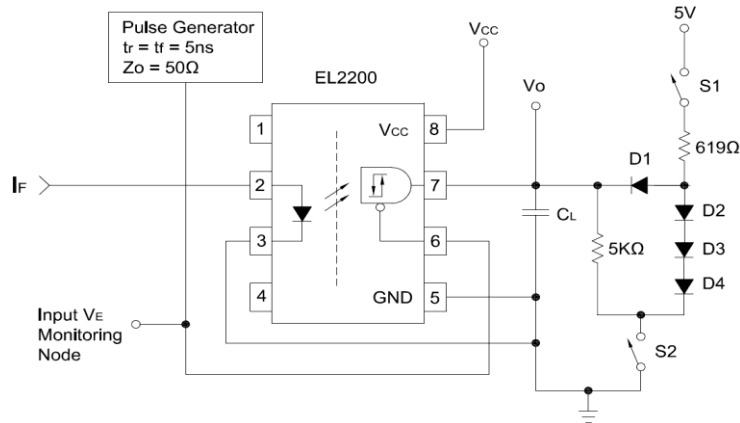 Pulse Generator
tr = tf = 5ns
Zo = 50Ω
EL2200
VCC
5V
S1
Vo
1
VCC
8
619Ω
D1
IF
2
7
D2
CL
3
6
5KΩ
D3
4
GND
5
D4
Input VE
Monitoring
Node
S2